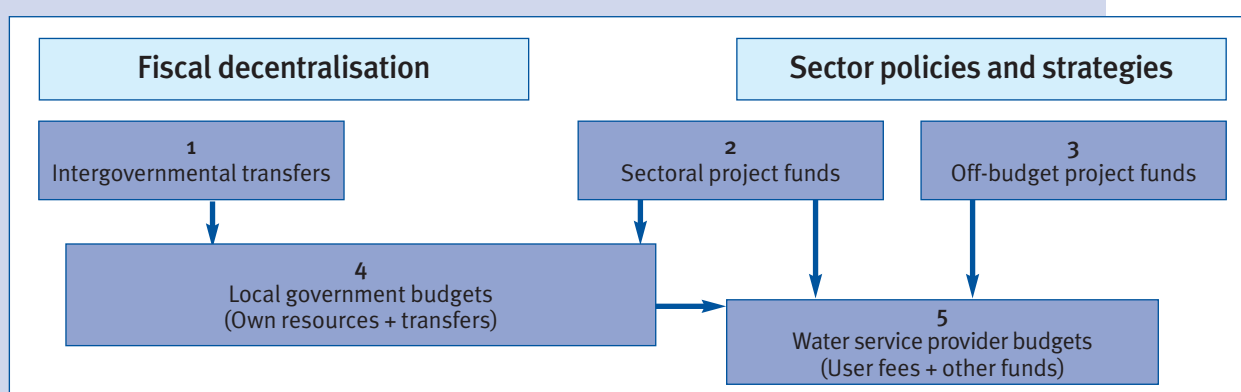 Fiscal decentralisation
Sector policies and strategies
1
Intergovernmental transfers
2
Sectoral project funds
3
Off-budget project funds
4
Local government budgets
(Own resources + transfers)
5
Water service provider budgets
(User fees + other funds)